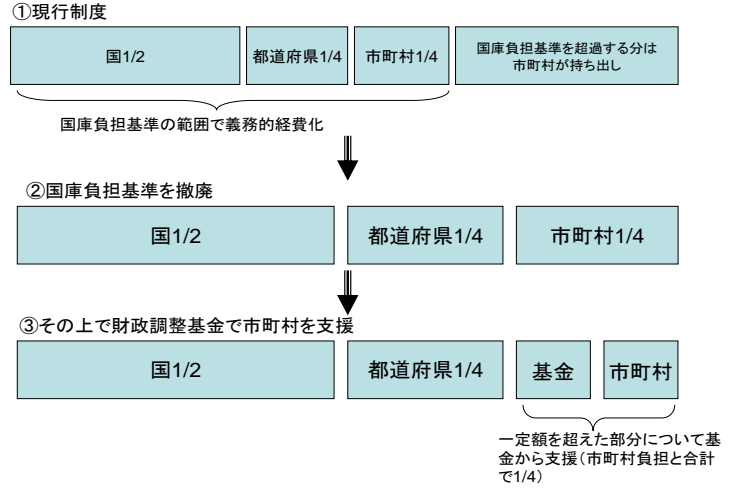 ①現行制度
国1/2
都道府県1/4
市町村1/4
国庫負担基準を超過する分は
市町村が持ち出し
国庫負担基準の範囲で義務的経費化
②国庫負担基準を撤廃
国1/2
都道府県1/4
市町村1/4
③その上で財政調整基金で市町村を支援
国1/2
都道府県1/4
基金
市町村
一定額を超えた部分について基
金から支援（市町村負担と合計
で1/4）